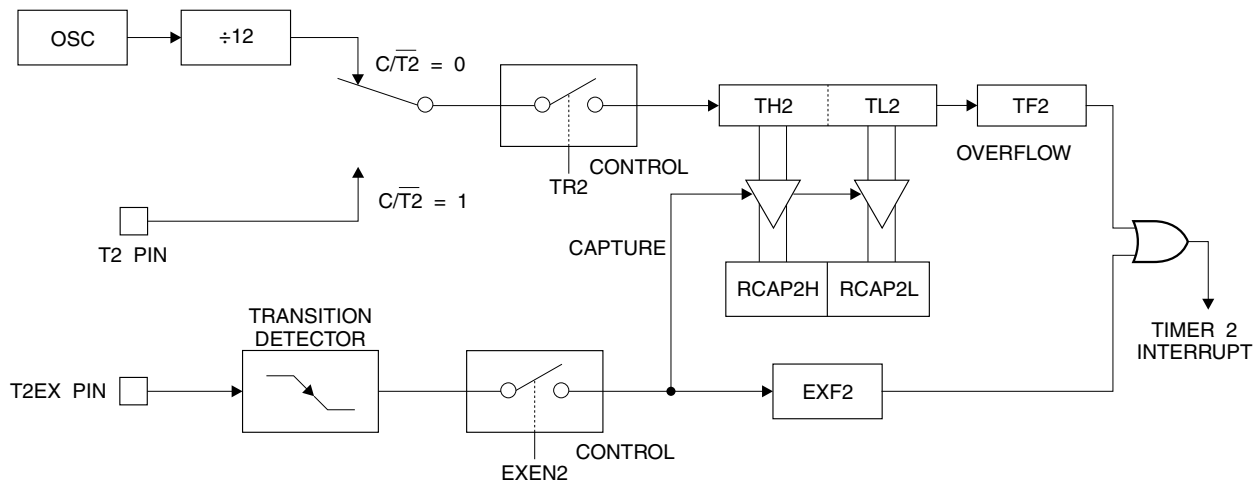 OSC
÷12
C/T2̅ = 0
TH2
TL2
TF2
CONTROL
OVERFLOW
TR2
C/T2̅ = 1
T2 PIN
CAPTURE
RCAP2H
RCAP2L
TRANSITION
DETECTOR
TIMER 2
INTERRUPT
T2EX PIN
EXF2
CONTROL
EXEN2